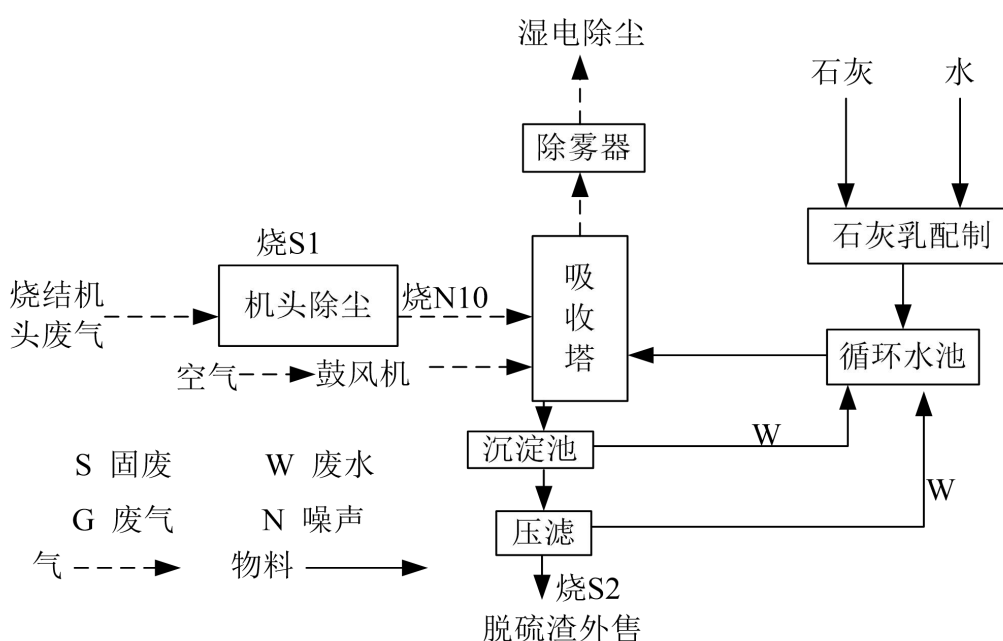 湿电除尘
石灰
水
除雾器
石灰乳配制
烧S1
烧结机
头废气
机头除尘
烧N10
吸
收
塔
循环水池
空气
鼓风机
沉淀池
W
W
S 固废
W 废水
G 废气
N 噪声
压滤
气
物料
烧S2
脱硫渣外售